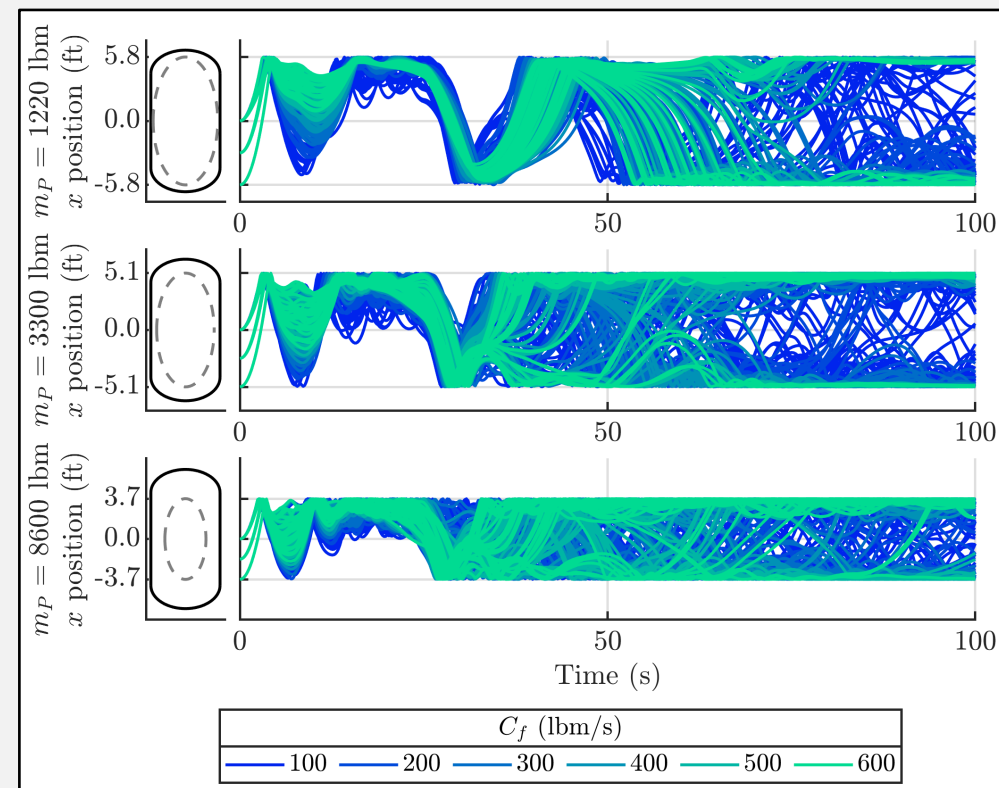 m_P = 1220 lbm
x position (ft)
5.8
0.0
-5.8
0 50 100
m_P = 3300 lbm
x position (ft)
5.1
0.0
-5.1
0 50 100
m_P = 8600 lbm
x position (ft)
3.7
0.0
-3.7
0 50 100
Time (s)
C_f (lbm/s)
100 200 300 400 500 600